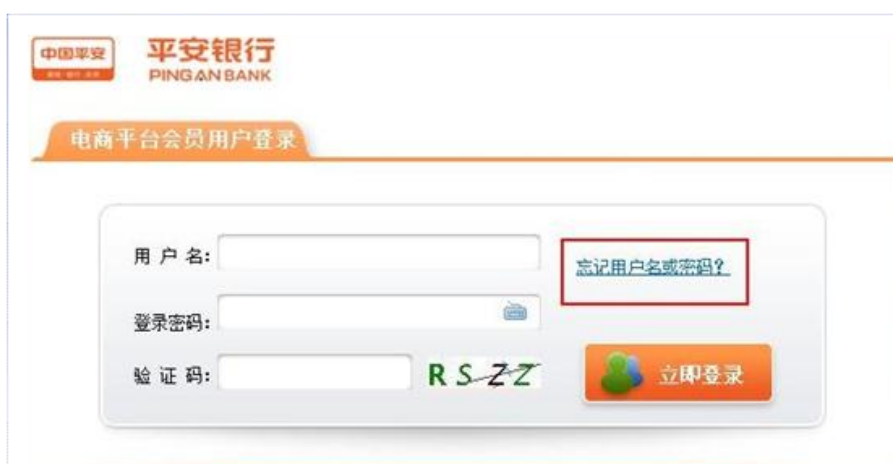 中国平安
平安银行
PINGAN BANK
电商平台会员用户登录
用 户 名:
忘记用户名或密码?
登录密码:
验 证 码:
RSZZ
立即登录